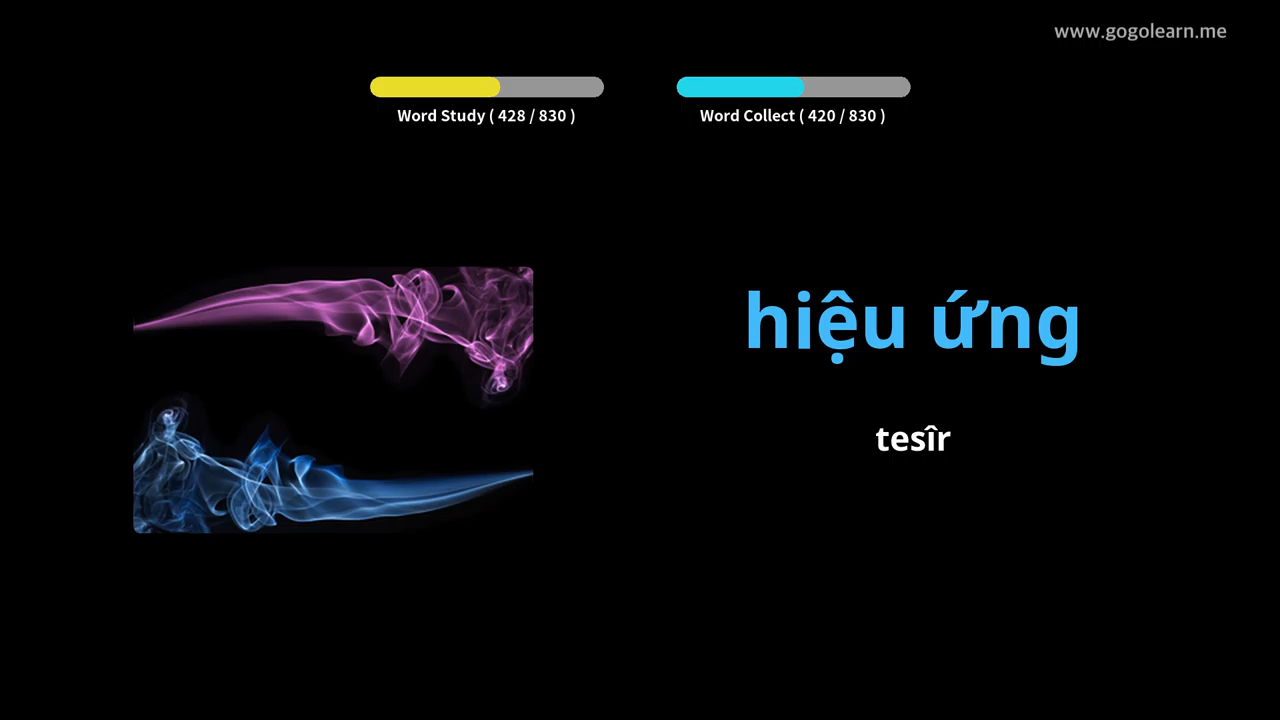 www.gogolearn.me
Word Study ( 428 / 830 )
Word Collect ( 420 / 830 )
hiệu ứng
tesîr